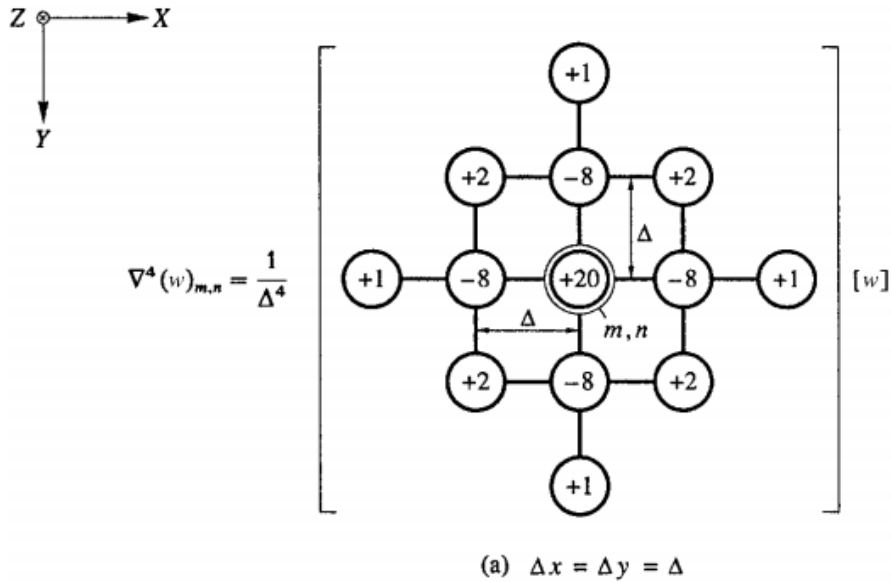 Z X
Y
+1
+2 −8 +2
Δ
∇⁴(w)m,n = 1/Δ⁴ +1 −8 +20 −8 +1 [w]
Δ m,n
+2 −8 +2
+1
(a) Δx = Δy = Δ